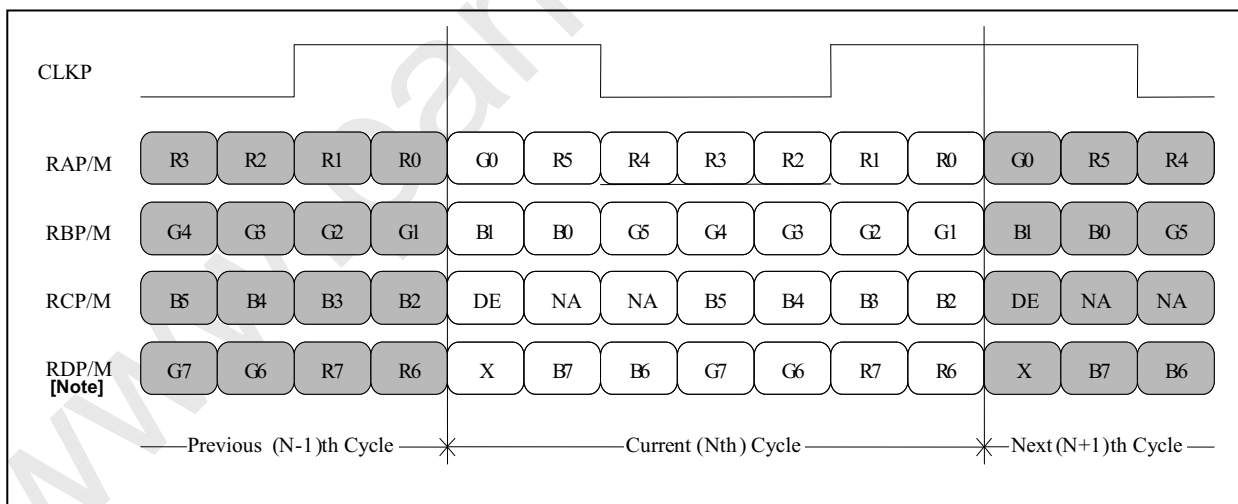 CLKP
RAP/M R3 R2 R1 R0 G0 R5 R4 R3 R2 R1 R0 G0 R5 R4
RBP/M G4 G3 G2 G1 B1 B0 G5 G4 G3 G2 G1 B1 B0 G5
RCP/M B5 B4 B3 B2 DE NA NA B5 B4 B3 B2 DE NA NA
RDP/M G7 G6 R7 R6 X B7 B6 G7 G6 R7 R6 X B7 B6
[Note]
Previous (N-1)th Cycle Current (Nth) Cycle Next (N+1)th Cycle
www.pan